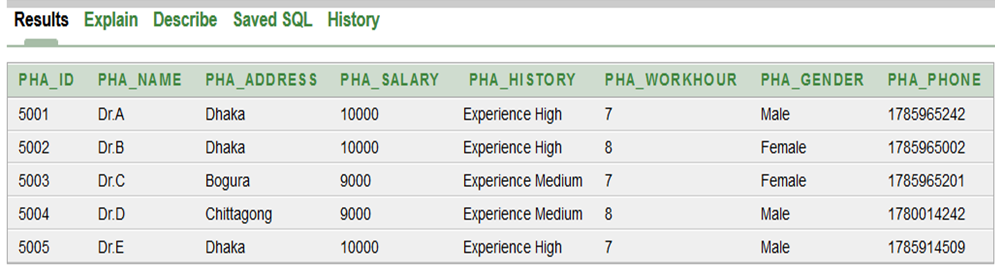 Results Explain Describe Saved SQL History
PHA_ID PHA_NAME PHA_ADDRESS PHA_SALARY PHA_HISTORY PHA_WORKHOUR PHA_GENDER PHA_PHONE
5001 Dr.A Dhaka 10000 Experience High 7 Male 1785965242
5002 Dr.B Dhaka 10000 Experience High 8 Female 1785965002
5003 Dr.C Bogura 9000 Experience Medium 7 Female 1785965201
5004 Dr.D Chittagong 9000 Experience Medium 8 Male 1780014242
5005 Dr.E Dhaka 10000 Experience High 7 Male 1785914509